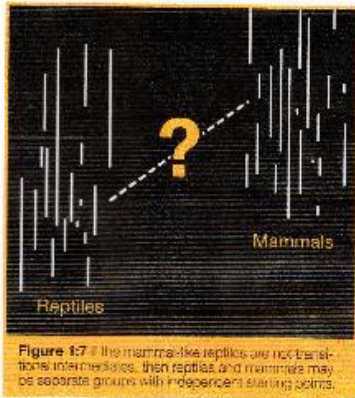 ?
Mammals
Reptiles
Figure 1:7 If the mammal-like reptiles are not transi-
tional intermediates, then reptiles and mammals may
be separate groups with independent starting points.